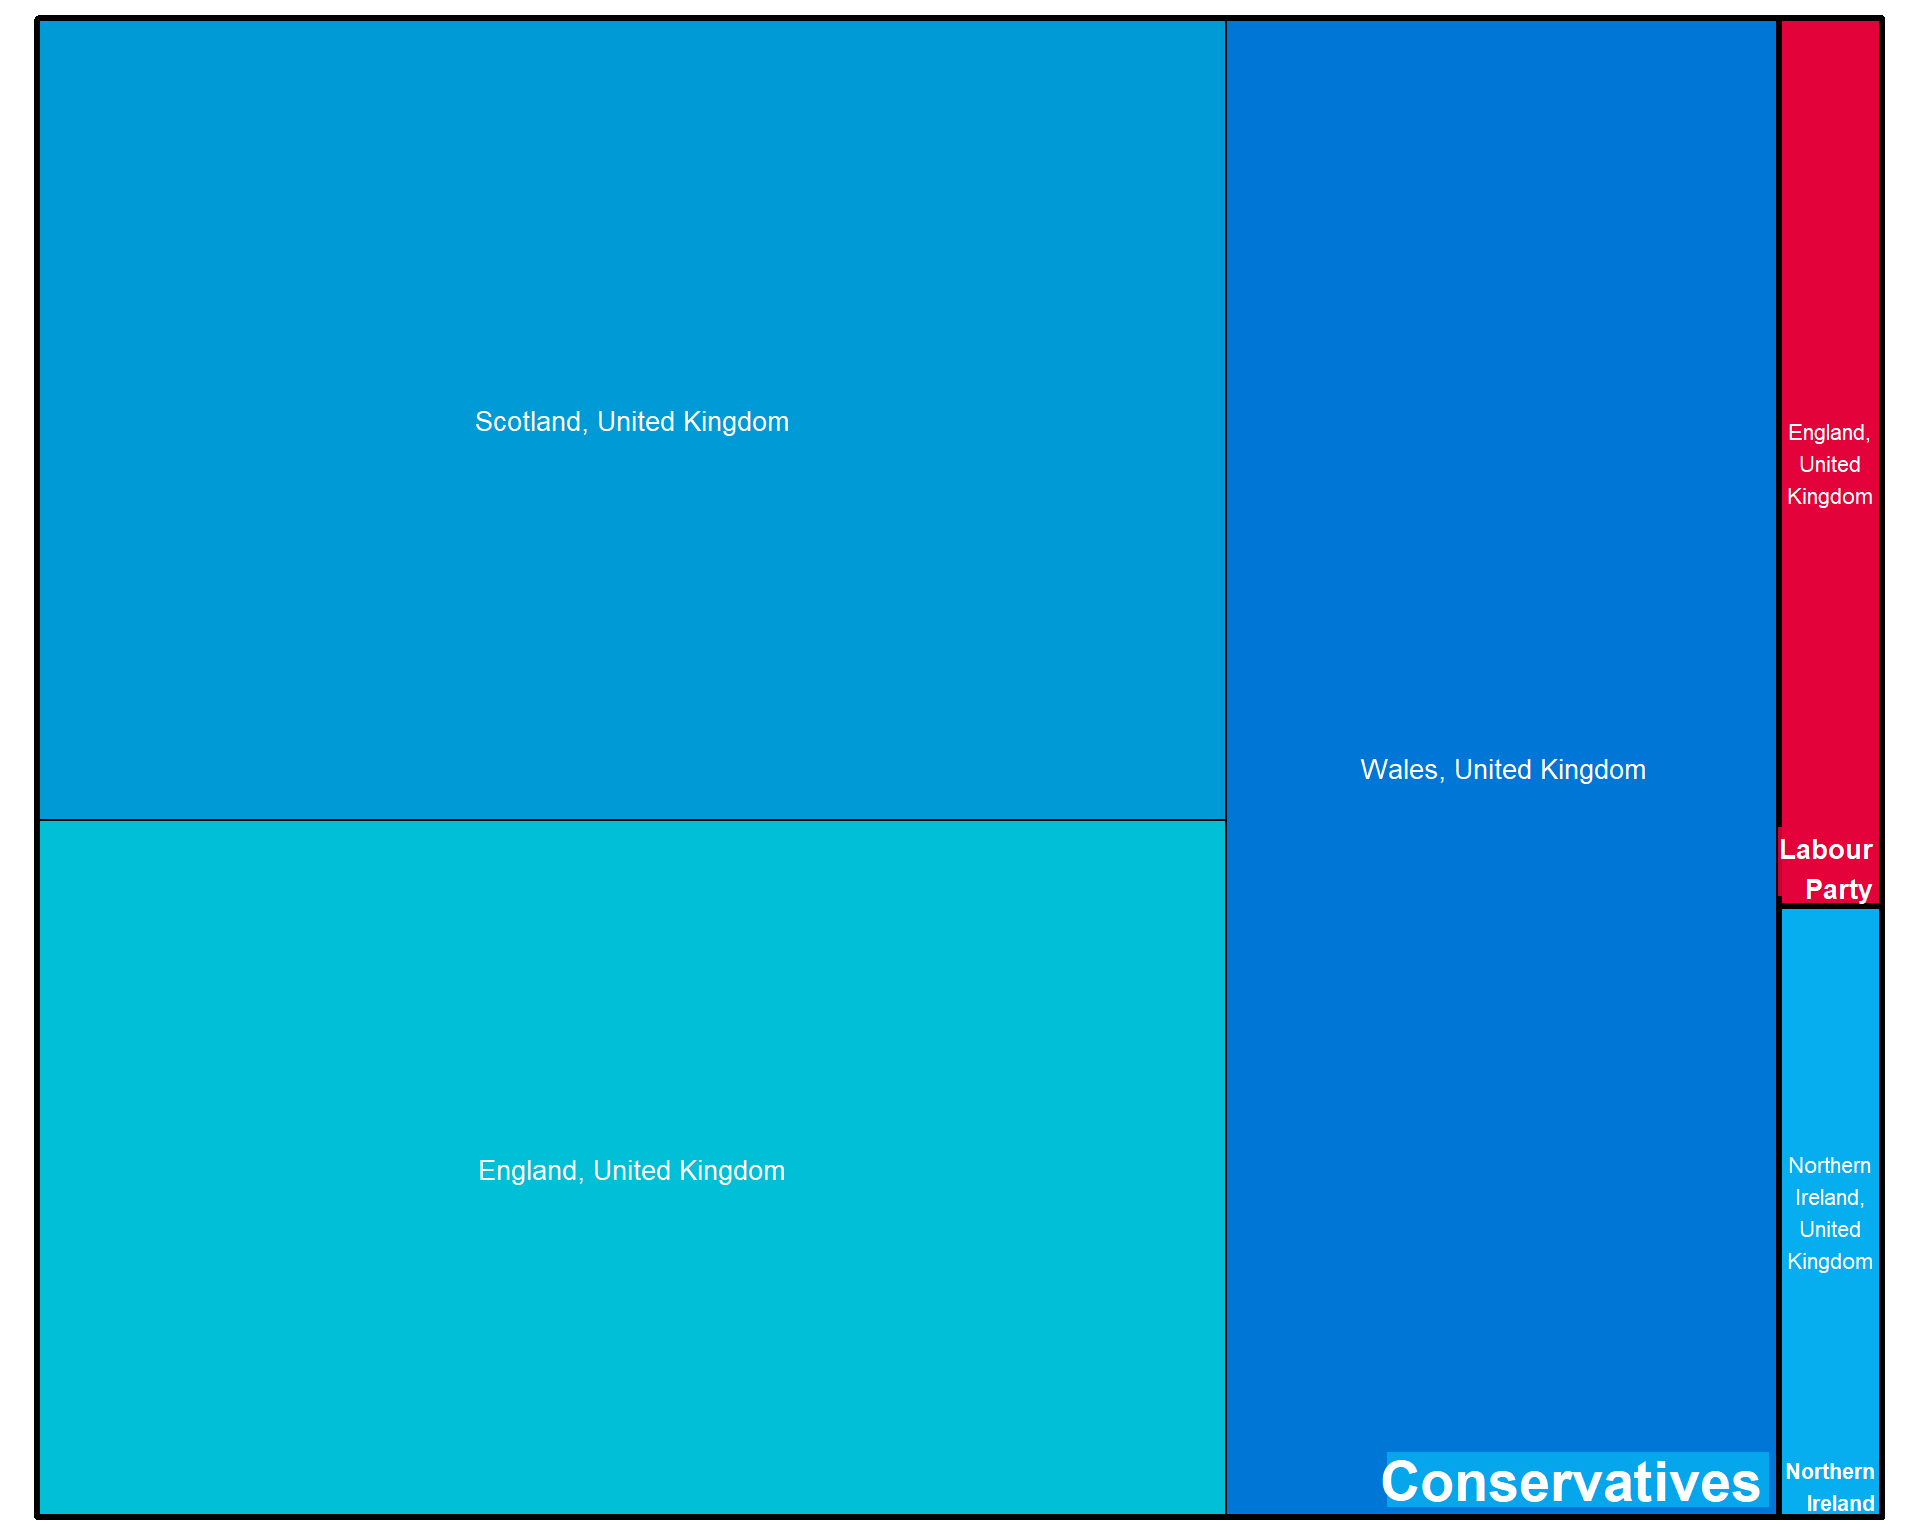 Scotland, United Kingdom
England, United Kingdom
Wales, United Kingdom
Conservatives
England,
United
Kingdom
Labour
Party
Northern
Ireland,
United
Kingdom
Northern
Ireland